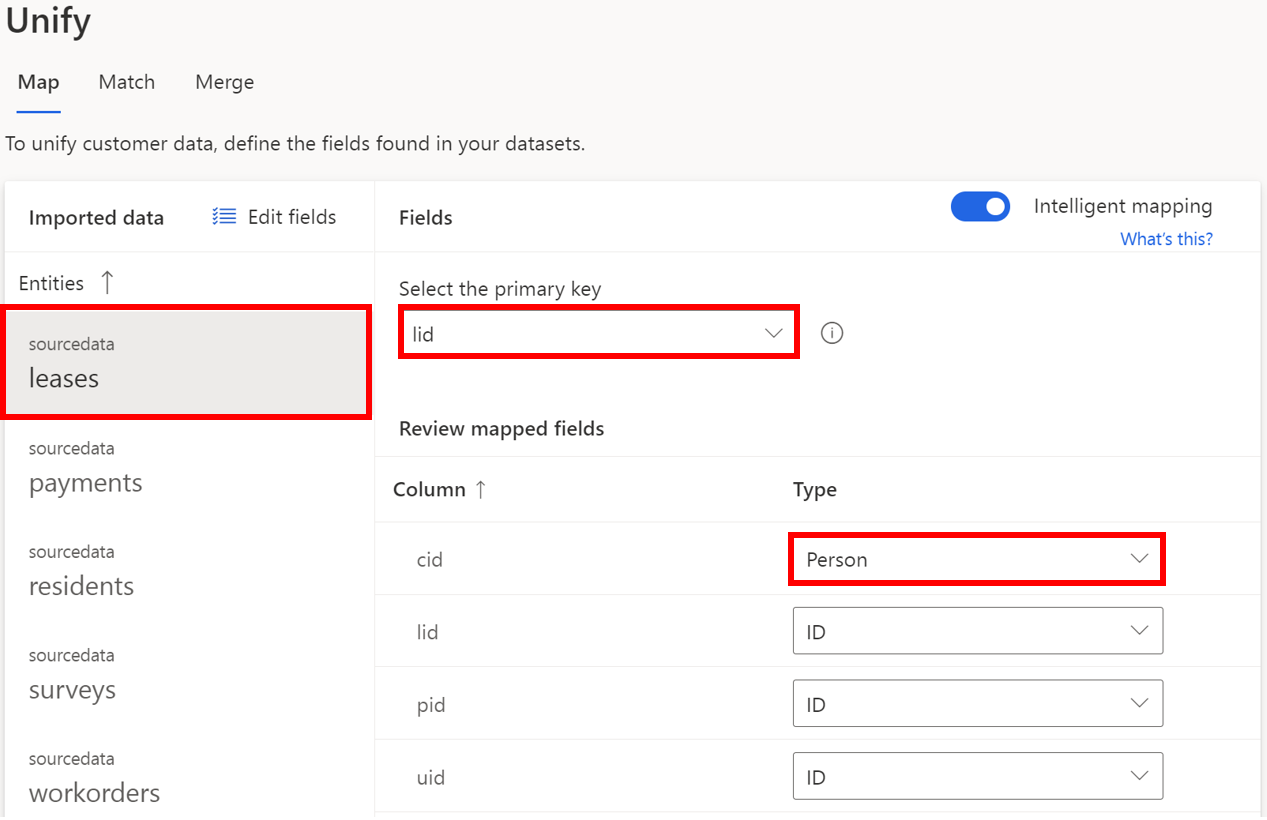 Unify
Map Match Merge
To unify customer data, define the fields found in your datasets.
Imported data Edit fields
Entities ↑
sourcedata
leases
sourcedata
payments
sourcedata
residents
sourcedata
surveys
sourcedata
workorders
Fields
Intelligent mapping
What's this?
Select the primary key
lid
Review mapped fields
Column ↑ Type
cid Person
lid ID
pid ID
uid ID